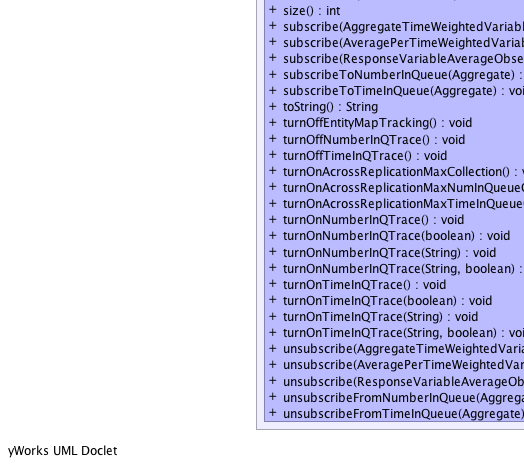 + size() : int
+ subscribe(AggregateTimeWeightedVariab
+ subscribe(AveragePerTimeWeightedVaria
+ subscribe(ResponseVariableAverageObse
+ subscribeToNumberInQueue(Aggregate) :
+ subscribeToTimeInQueue(Aggregate) : voi
+ toString() : String
+ turnOffEntityMapTracking() : void
+ turnOffNumberInQTrace() : void
+ turnOffTimeInQTrace() : void
+ turnOnAcrossReplicationMaxCollection() : v
+ turnOnAcrossReplicationMaxNumInQueue
+ turnOnAcrossReplicationMaxTimeInQueue
+ turnOnNumberInQTrace() : void
+ turnOnNumberInQTrace(boolean) : void
+ turnOnNumberInQTrace(String) : void
+ turnOnNumberInQTrace(String, boolean) :
+ turnOnTimeInQTrace() : void
+ turnOnTimeInQTrace(boolean) : void
+ turnOnTimeInQTrace(String) : void
+ turnOnTimeInQTrace(String, boolean) : voi
+ unsubscribe(AggregateTimeWeightedVaria
+ unsubscribe(AveragePerTimeWeightedVar
+ unsubscribe(ResponseVariableAverageOb
+ unsubscribeFromNumberInQueue(Aggrega
+ unsubscribeFromTimeInQueue(Aggregate)
yWorks UML Doclet